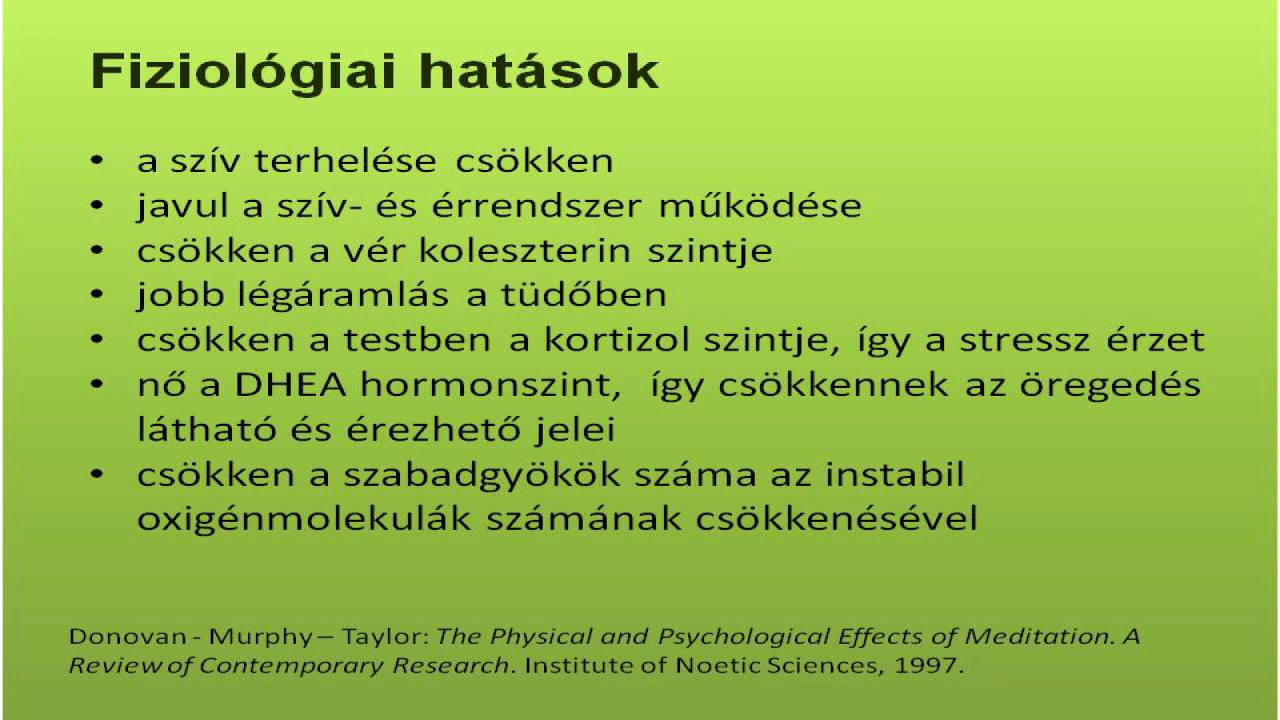 Fiziológiai hatások
• a szív terhelése csökken
• javul a szív- és érrendszer működése
• csökken a vér koleszterin szintje
• jobb légáramlás a tüdőben
• csökken a testben a kortizol szintje, így a stressz érzet
• nő a DHEA hormonszint, így csökkennek az öregedés
látható és érezhető jelei
• csökken a szabadgyökök száma az instabil
oxigénmolekulák számának csökkenésével
Donovan - Murphy – Taylor: The Physical and Psychological Effects of Meditation. A
Review of Contemporary Research. Institute of Noetic Sciences, 1997.